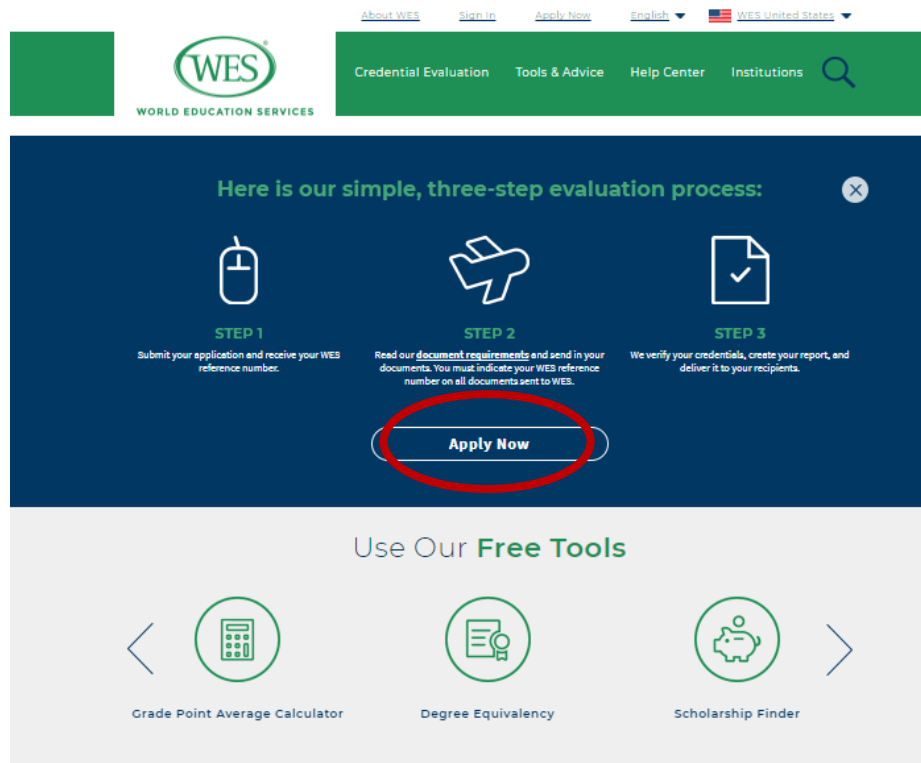 About WES Sign In Apply Now English WES United States
WES
WORLD EDUCATION SERVICES
Credential Evaluation Tools & Advice Help Center Institutions
Here is our simple, three-step evaluation process:
STEP 1
Submit your application and receive your WES
reference number.
STEP 2
Read our document requirements and send in your
documents. You must indicate your WES reference
number on all documents sent to WES.
STEP 3
We verify your credentials, create your report, and
deliver it to your recipients.
Apply Now
Use Our Free Tools
Grade Point Average Calculator
Degree Equivalency
Scholarship Finder